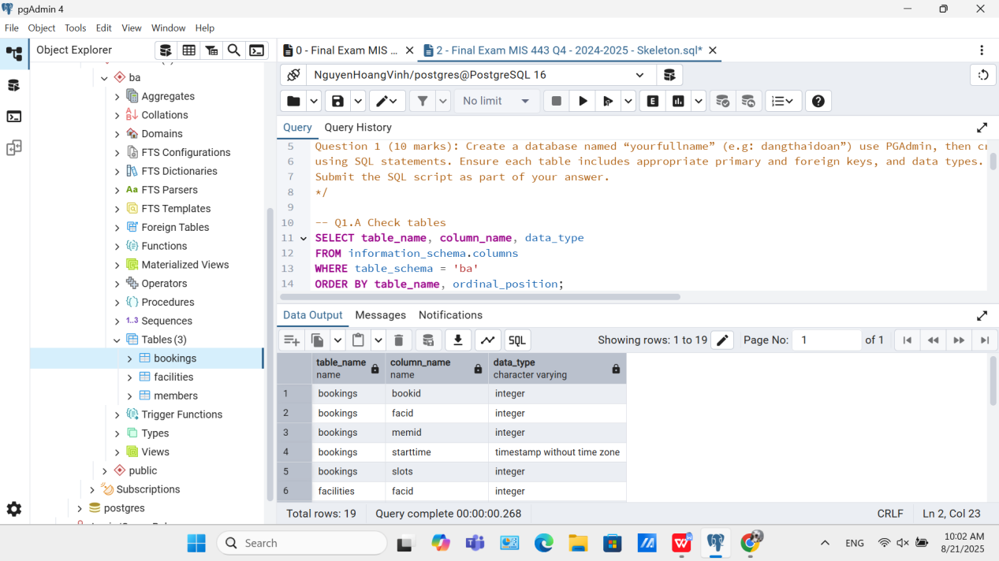 pgAdmin 4
File Object Tools Edit View Window Help
Object Explorer
0 - Final Exam MIS ...
2 - Final Exam MIS 443 Q4 - 2024-2025 - Skeleton.sql*
ba
Aggregates
Collations
Domains
FTS Configurations
FTS Dictionaries
Aa FTS Parsers
FTS Templates
Foreign Tables
Functions
Materialized Views
Operators
Procedures
1..3 Sequences
Tables (3)
bookings
facilities
members
Trigger Functions
Types
Views
public
Subscriptions
postgres
NguyenHoangVinh/postgres@PostgreSQL 16
No limit
E
Query Query History
5 Question 1 (10 marks): Create a database named “yourfullname” (e.g: dangthaidoan”) use PGAdmin, then cr
6 using SQL statements. Ensure each table includes appropriate primary and foreign keys, and data types.
7 Submit the SQL script as part of your answer.
8 */
9
10 -- Q1.A Check tables
11 SELECT table_name, column_name, data_type
12 FROM information_schema.columns
13 WHERE table_schema = 'ba'
14 ORDER BY table_name, ordinal_position;
Data Output Messages Notifications
SQL Showing rows: 1 to 19 Page No: 1 of 1
table_name column_name data_type
name name character varying
1 bookings bookid integer
2 bookings facid integer
3 bookings memid integer
4 bookings starttime timestamp without time zone
5 bookings slots integer
6 facilities facid integer
Total rows: 19 Query complete 00:00:00.268 CRLF Ln 2, Col 23
Search
ENG
10:02 AM
8/21/2025